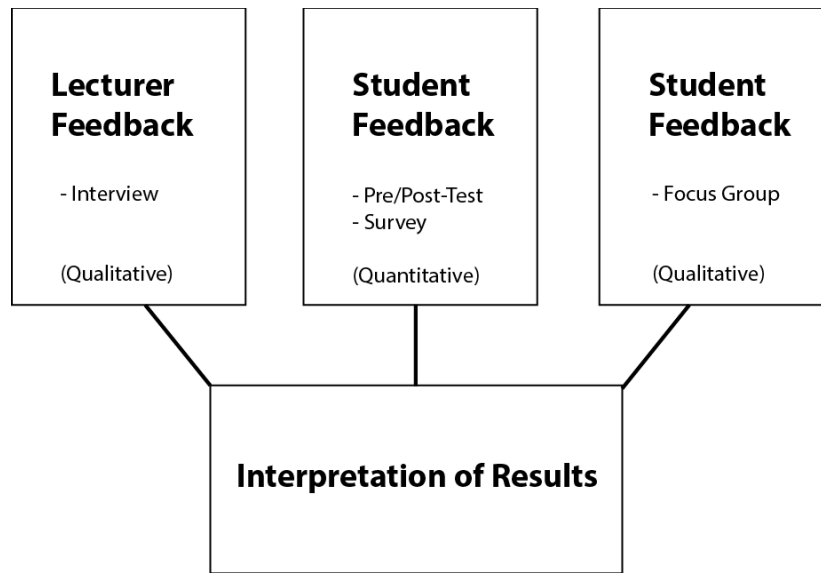 Lecturer
Feedback
- Interview
(Qualitative)
Student
Feedback
- Pre/Post-Test
- Survey
(Quantitative)
Student
Feedback
- Focus Group
(Qualitative)
Interpretation of Results